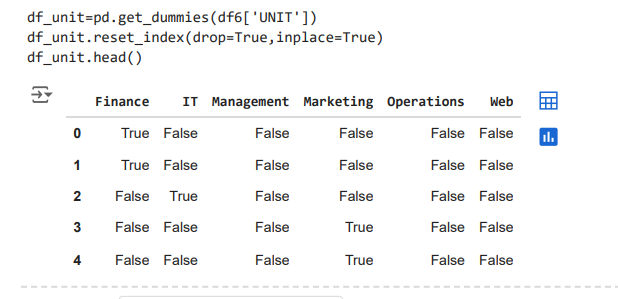 df_unit=pd.get_dummies(df6['UNIT'])
df_unit.reset_index(drop=True,inplace=True)
df_unit.head()
Finance IT Management Marketing Operations Web
0 True False False False False False
1 True False False False False False
2 False True False False False False
3 False False False True False False
4 False False False True False False